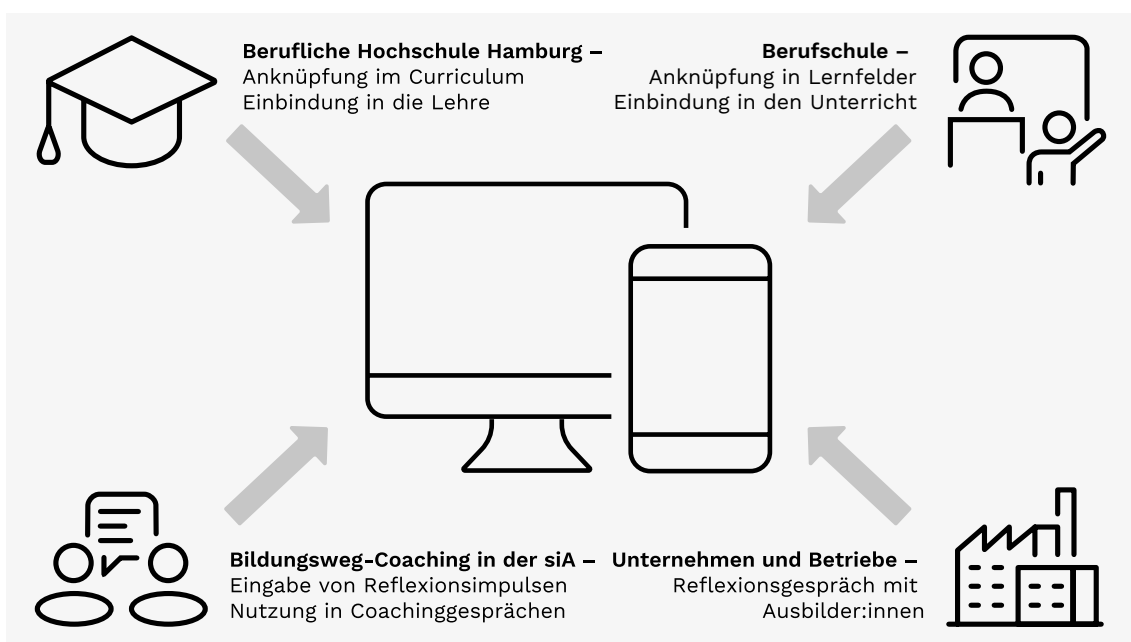 Berufliche Hochschule Hamburg –
Anknüpfung im Curriculum
Einbindung in die Lehre
Berufschule –
Anknüpfung in Lernfelder
Einbindung in den Unterricht
Bildungsweg-Coaching in der siA –
Eingabe von Reflexionsimpulsen
Nutzung in Coachinggesprächen
Unternehmen und Betriebe –
Reflexionsgespräch mit
Ausbilder:innen